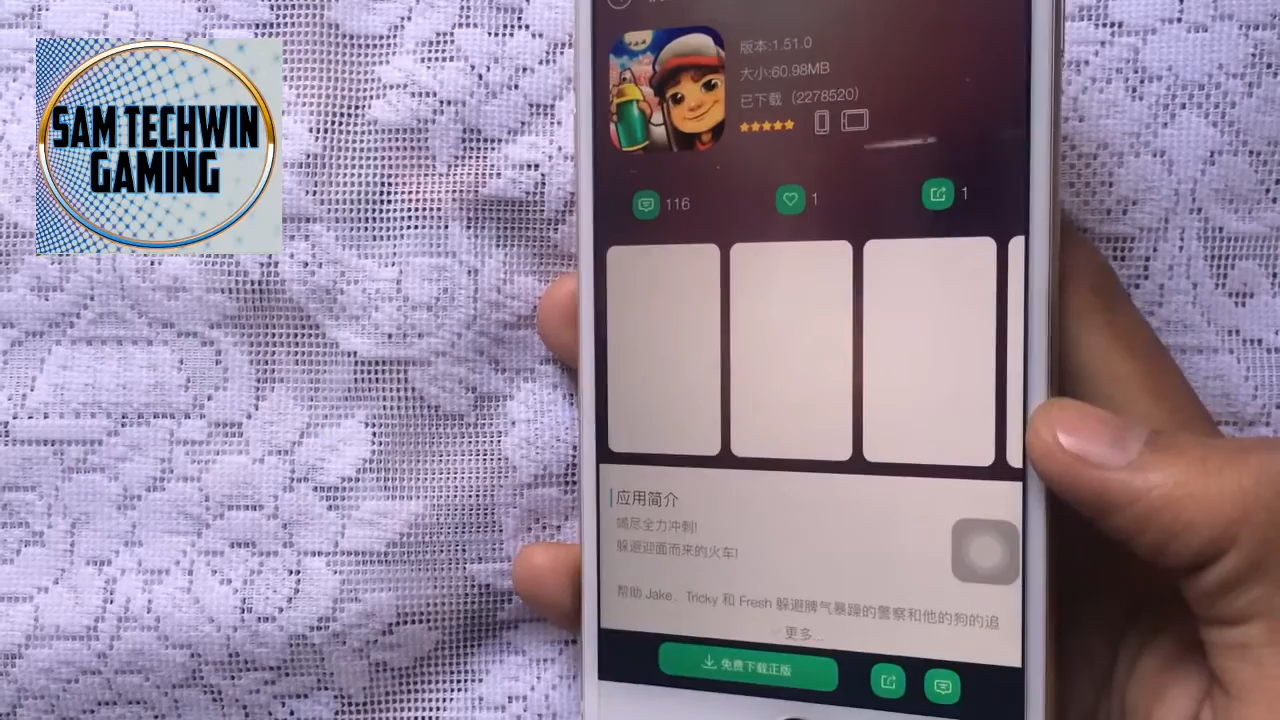 SAM TECHWIN
GAMING
版本:1.51.0
大小:60.98MB
已下载（2278520）
116
1
1
应用简介
竭尽全力冲刺!
躲避迎面而来的火车!
帮助 Jake、Tricky 和 Fresh 躲避脾气暴躁的警察和他的狗的追
更多...
免费下载正版